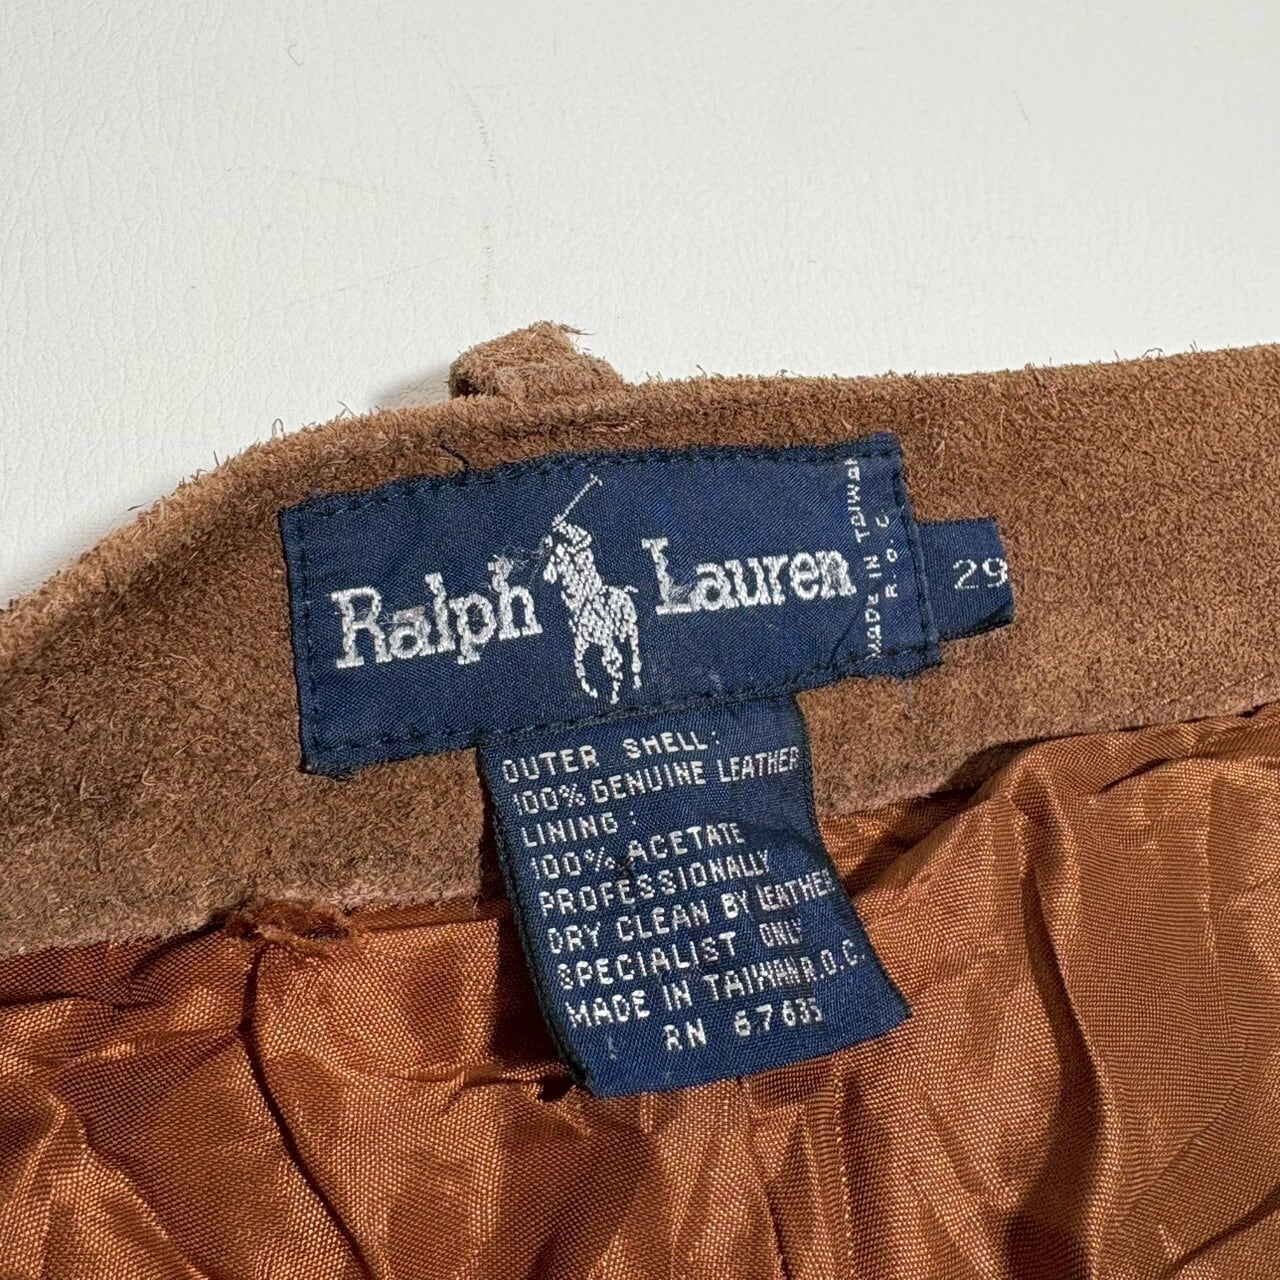 Ralph Lauren
MADE IN TAIWAN
R.O.C.
29
OUTER SHELL:
100% GENUINE LEATHER
LINING:
100% ACETATE
PROFESSIONALLY
DRY CLEAN BY LEATHER
SPECIALIST ONLY
MADE IN TAIWAN R.O.C.
RN 67635